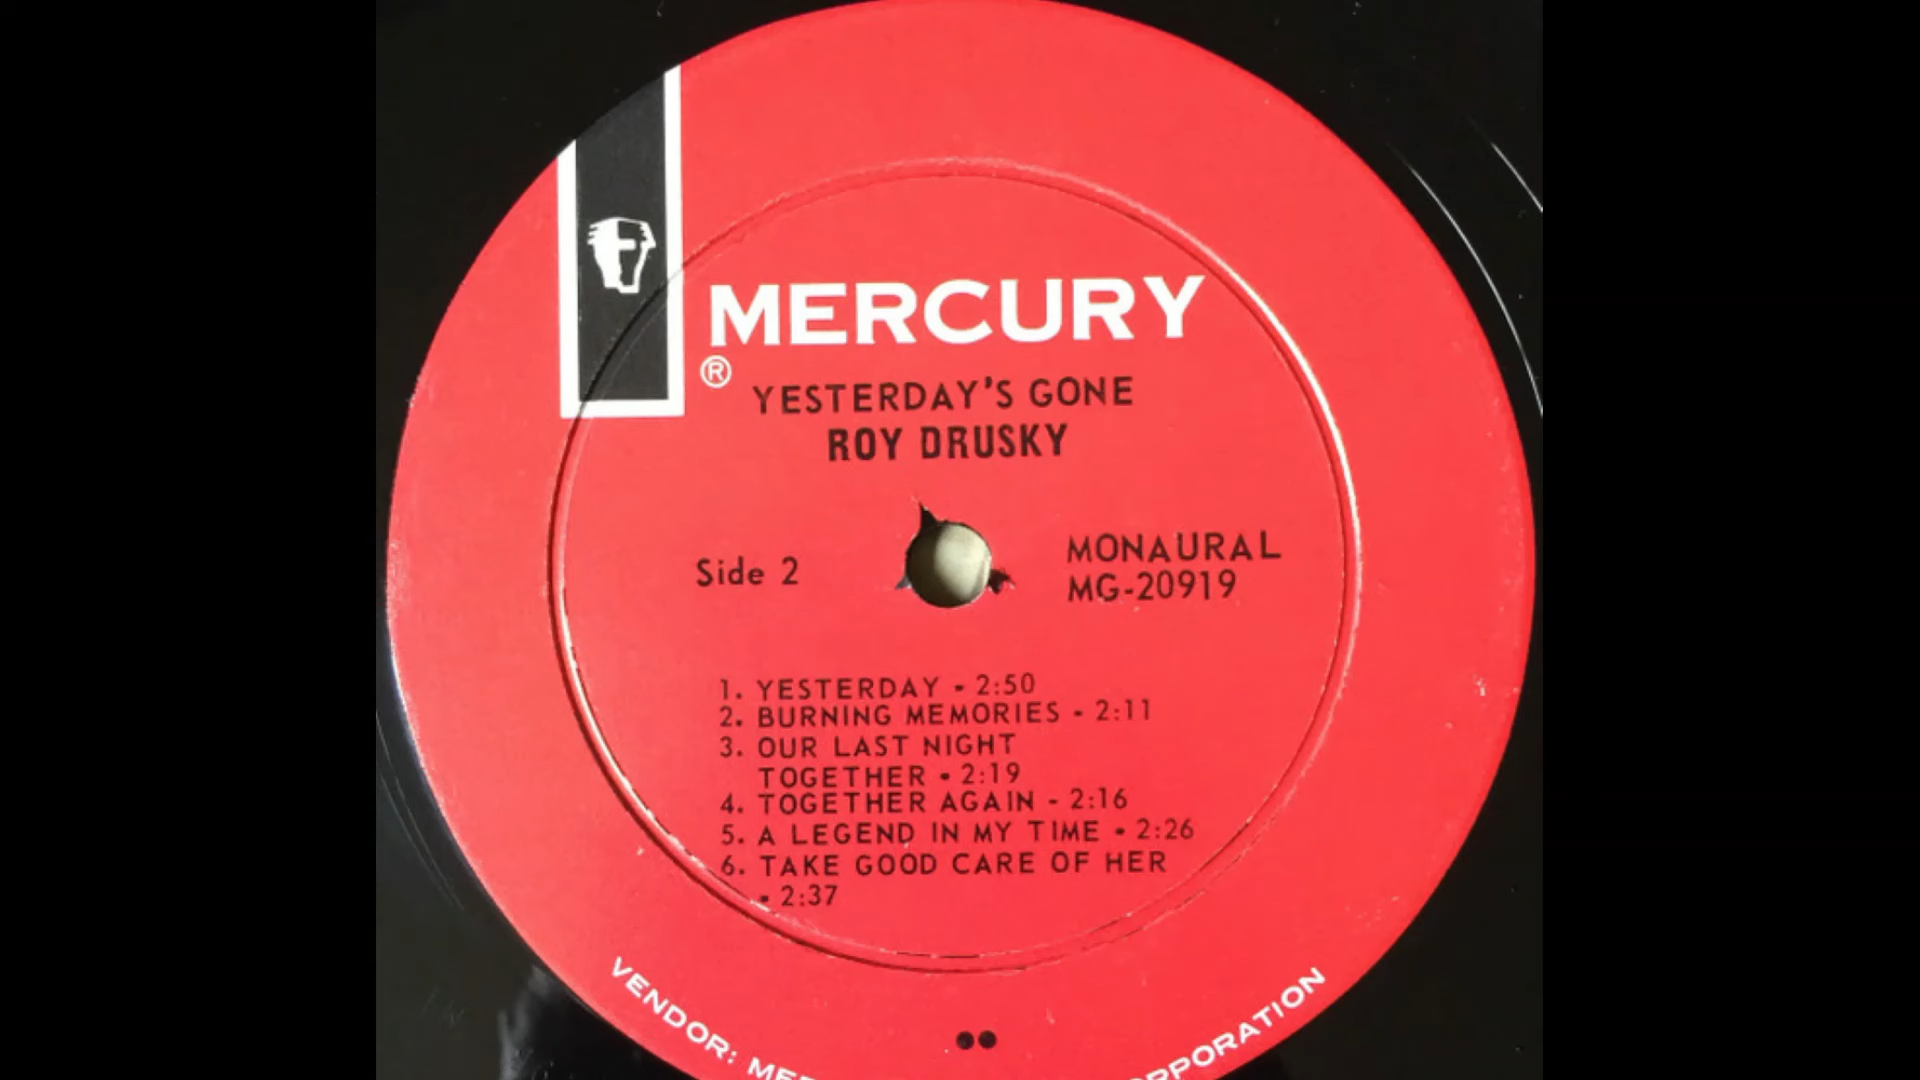 MERCURY
®
YESTERDAY'S GONE
ROY DRUSKY
Side 2
MONAURAL
MG-20919
1. YESTERDAY - 2:50
2. BURNING MEMORIES - 2:11
3. OUR LAST NIGHT
TOGETHER - 2:19
4. TOGETHER AGAIN - 2:16
5. A LEGEND IN MY TIME - 2:26
6. TAKE GOOD CARE OF HER
- 2:37
VENDOR: